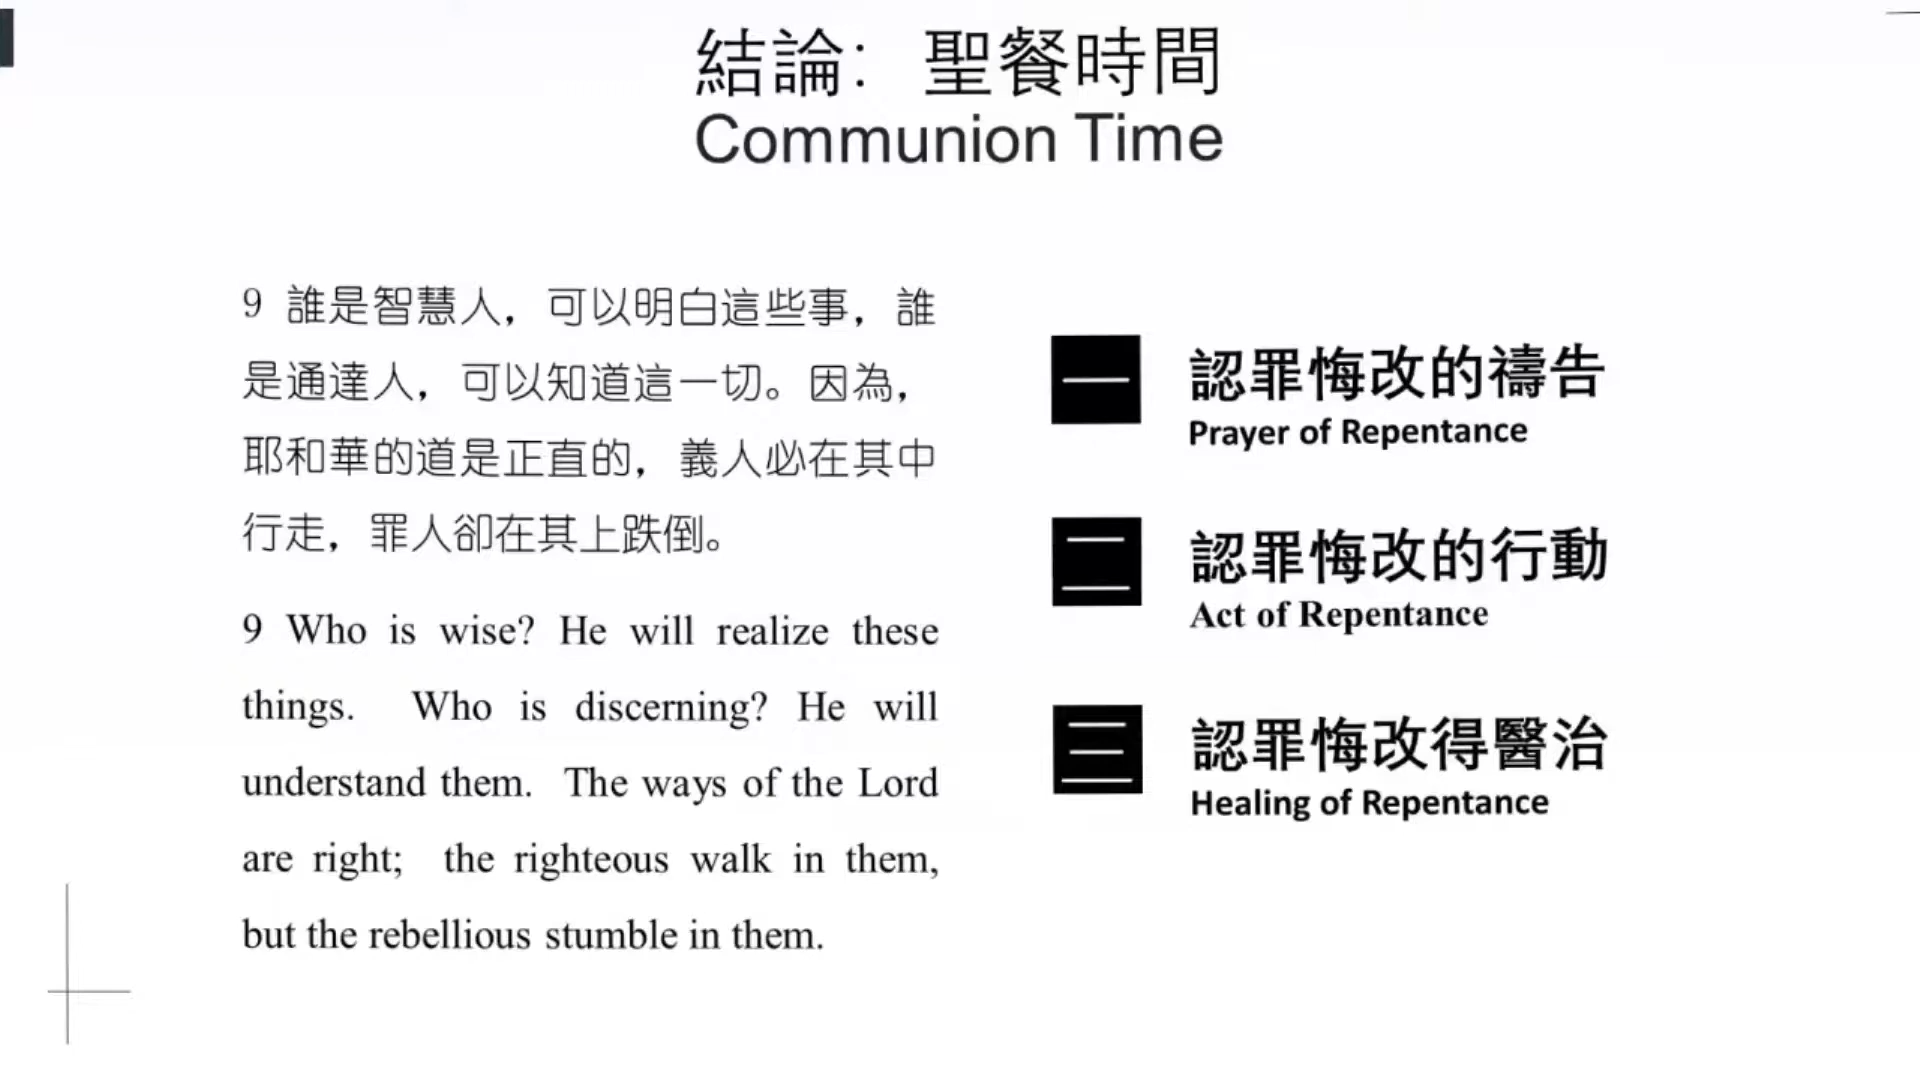 結論：聖餐時間
Communion Time
9 誰是智慧人，可以明白這些事，誰
是通達人，可以知道這一切。因為，
耶和華的道是正直的，義人必在其中
行走，罪人卻在其上跌倒。
9 Who is wise? He will realize these
things. Who is discerning? He will
understand them. The ways of the Lord
are right; the righteous walk in them,
but the rebellious stumble in them.
一 認罪悔改的禱告
Prayer of Repentance
二 認罪悔改的行動
Act of Repentance
三 認罪悔改得醫治
Healing of Repentance